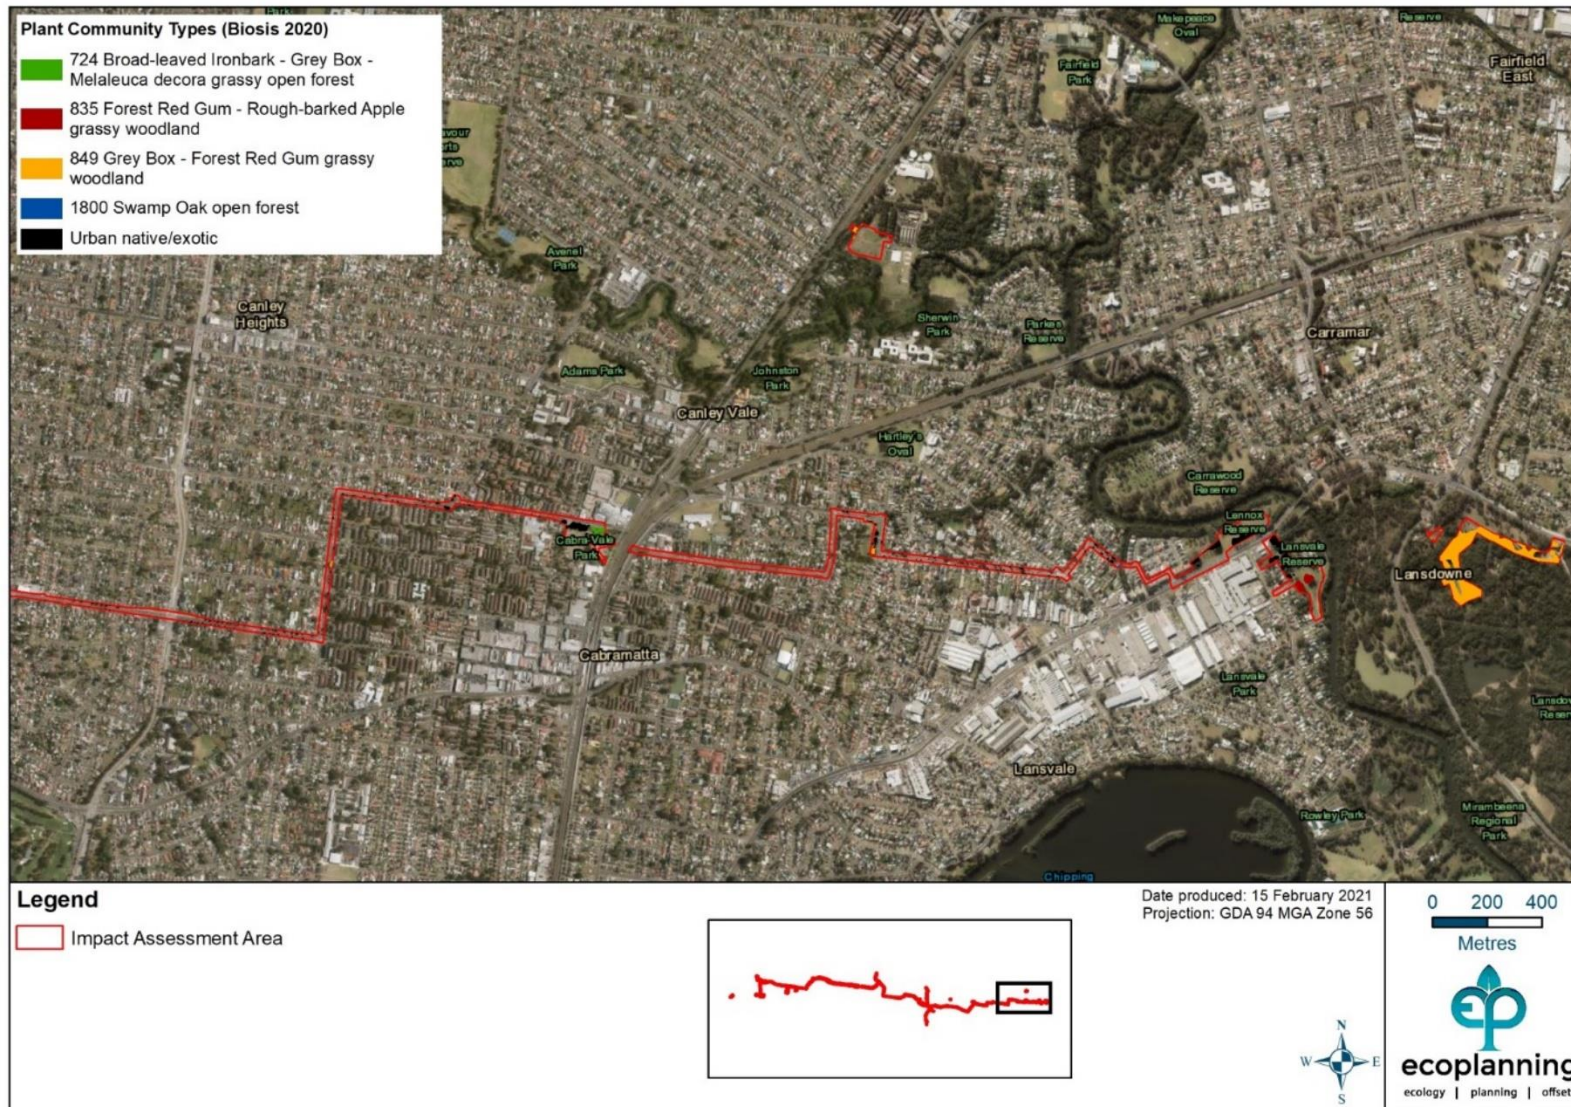 Plant Community Types (Biosis 2020)
724 Broad-leaved Ironbark - Grey Box -
Melaleuca decora grassy open forest
835 Forest Red Gum - Rough-barked Apple
grassy woodland
849 Grey Box - Forest Red Gum grassy
woodland
1800 Swamp Oak open forest
Urban native/exotic
Park
Makepeace
Oval
Reserve
Fairfield
Park
Fairfield
East
Avenel
Park
Canley
Heights
Sherwin
Park
Parkes
Reserve
Carramar
Adams Park
Johnston
Park
Canley Vale
Hartley's
Oval
Carrawood
Reserve
Lennox
Reserve
Cabra-Vale
Park
Lansvale
Reserve
Lansdowne
Cabramatta
Lansvale
Park
Lansvale
Rowley Park
Mirambeena
Regional
Park
Chipping
Legend
Impact Assessment Area
Date produced: 15 February 2021
Projection: GDA 94 MGA Zone 56
0 200 400
Metres
N
W E
S
ep
ecoplanning
ecology | planning | offset